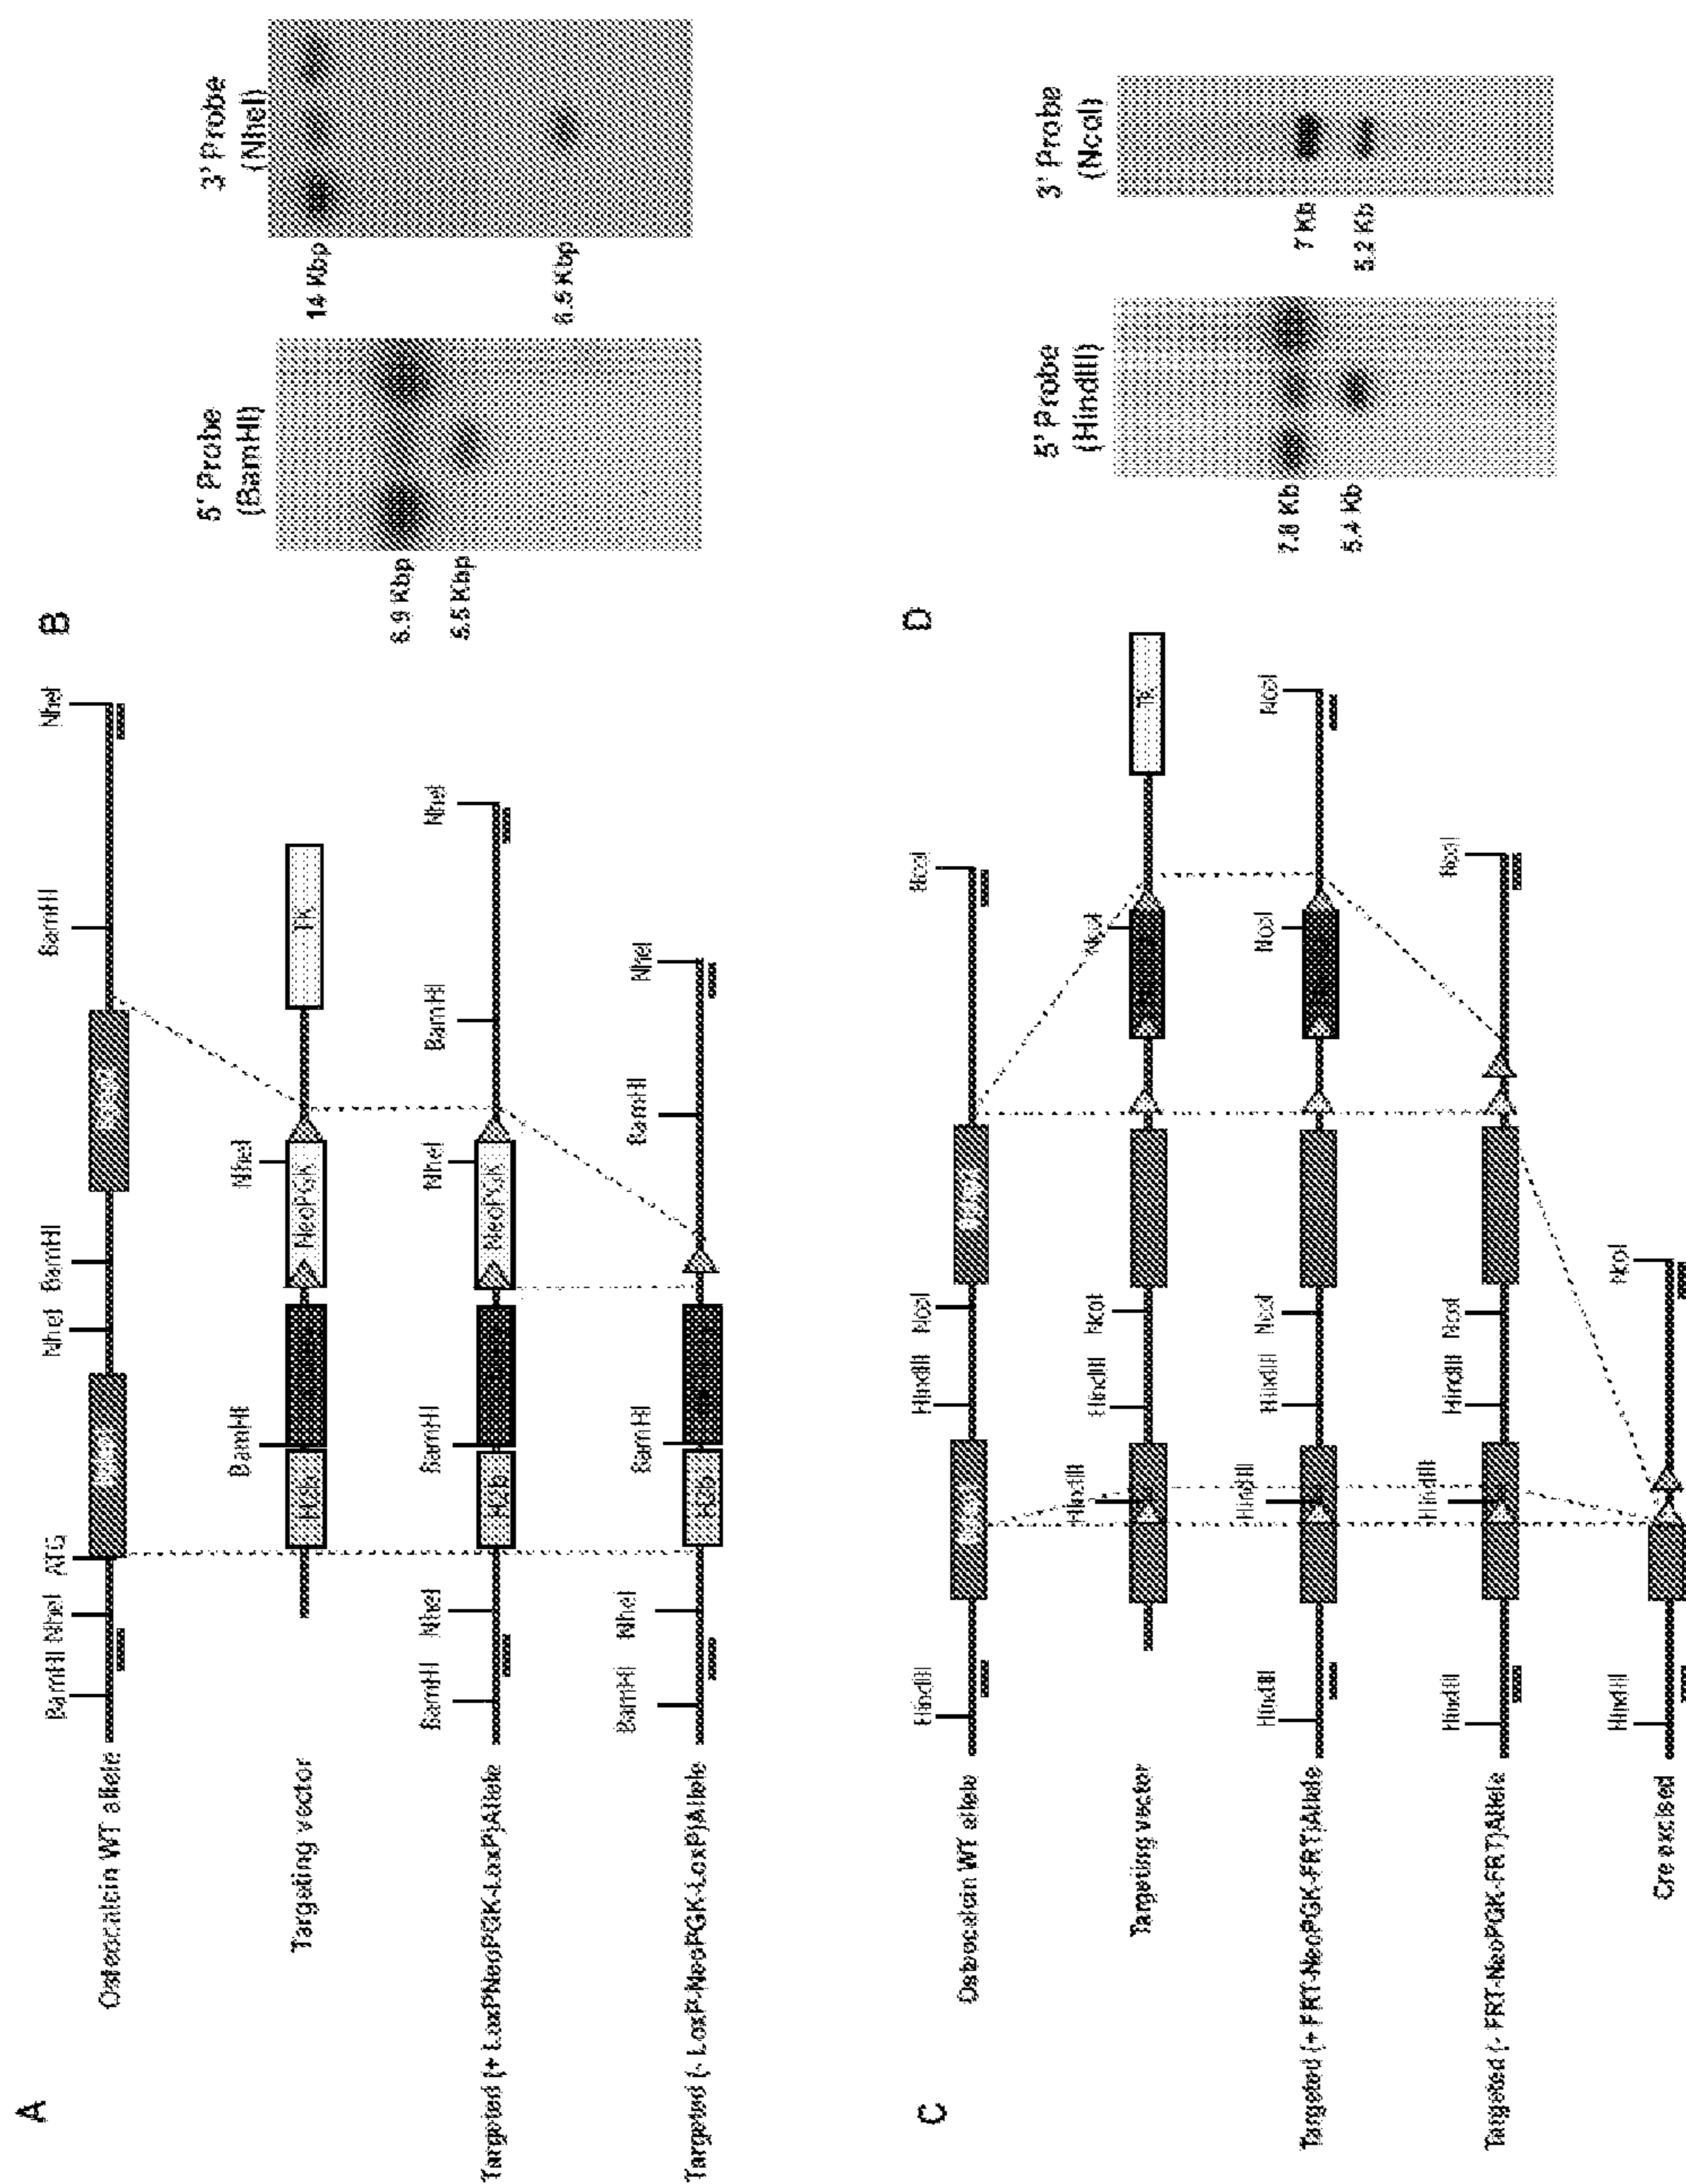 A
Osteocalcin WT allele
BamHI NheI ATG NheI BamHI BamHI NheI
Targeting vector
BamHI NheI
H2b NeoPGK TK
Targeted (+ LoxPNeoPGK-LoxP)Allele
BamHI NheI BamHI NheI BamHI NheI
H2b NeoPGK
Targeted (- LoxP-NeoPGK-LoxP)Allele
BamHI NheI BamHI BamHI NheI
H2b
B
5' Probe
(BamHI)
6.9 Kbp
5.5 Kbp
3' Probe
(NheI)
14 Kbp
6.5 Kbp
C
Osteocalcin WT allele
HindIII HindIII NcoI NcoI
Targeting vector
HindIII HindIII NcoI NcoI
TK
Targeted (+ FRT-NeoPGK-FRT)Allele
HindIII HindIII HindIII NcoI NcoI NcoI
Targeted (- FRT-NeoPGK-FRT)Allele
HindIII HindIII HindIII NcoI NcoI
Cre excised
HindIII NcoI
D
5' Probe
(HindIII)
7.8 Kb
5.4 Kb
3' Probe
(NcoI)
7 Kb
5.2 Kb